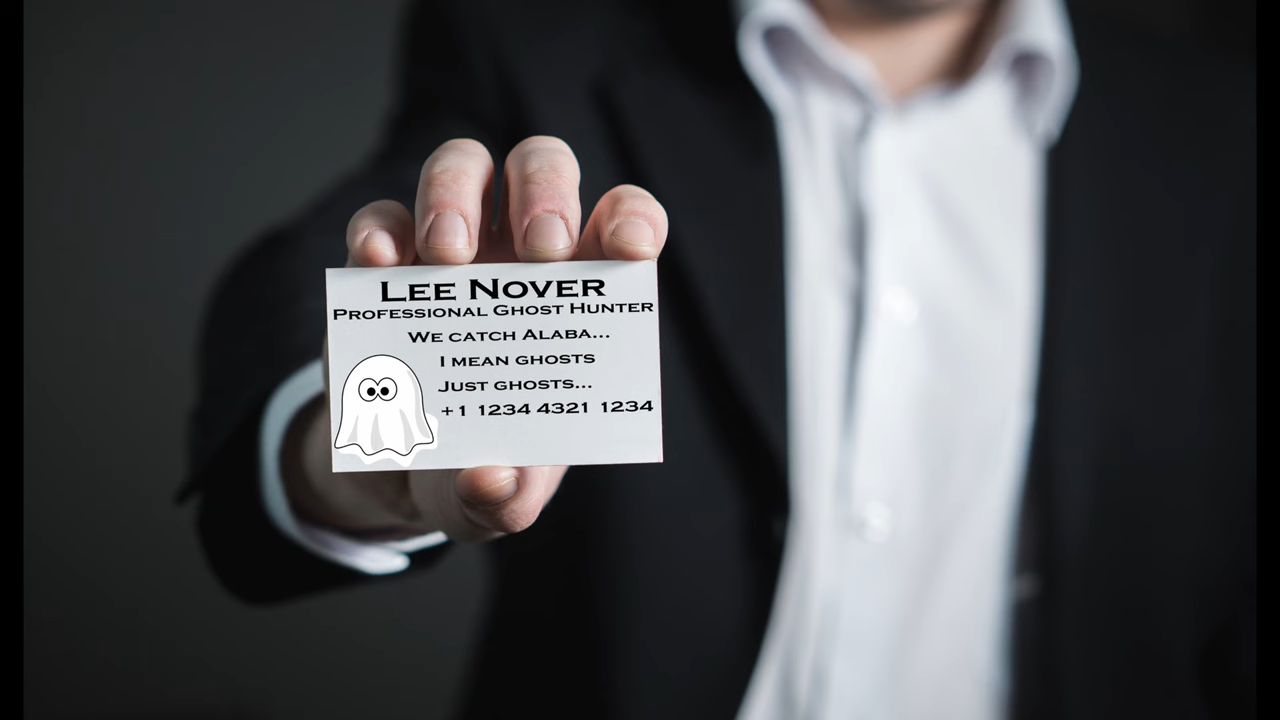 Lee Nover
Professional Ghost Hunter
We catch Alaba...
I mean ghosts
Just ghosts...
+1 1234 4321 1234